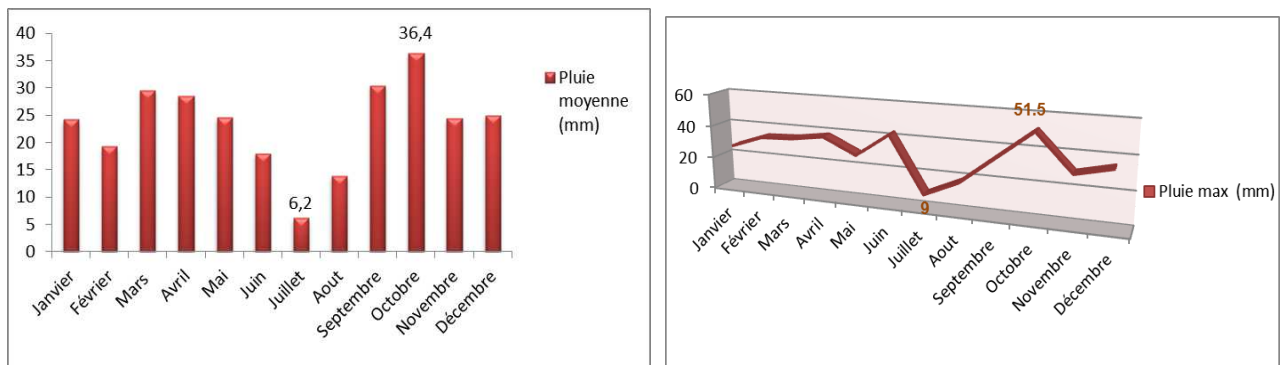 40
35
30
25
20
15
10
5
0
36,4
6,2
Janvier
Février
Mars
Avril
Mai
Juin
Juillet
Aout
Septembre
Octobre
Novembre
Décembre
Pluie
moyenne
(mm)
60
40
20
0
51.5
9
Janvier
Février
Mars
Avril
Mai
Juin
Juillet
Aout
Septembre
Octobre
Novembre
Décembre
Pluie max (mm)